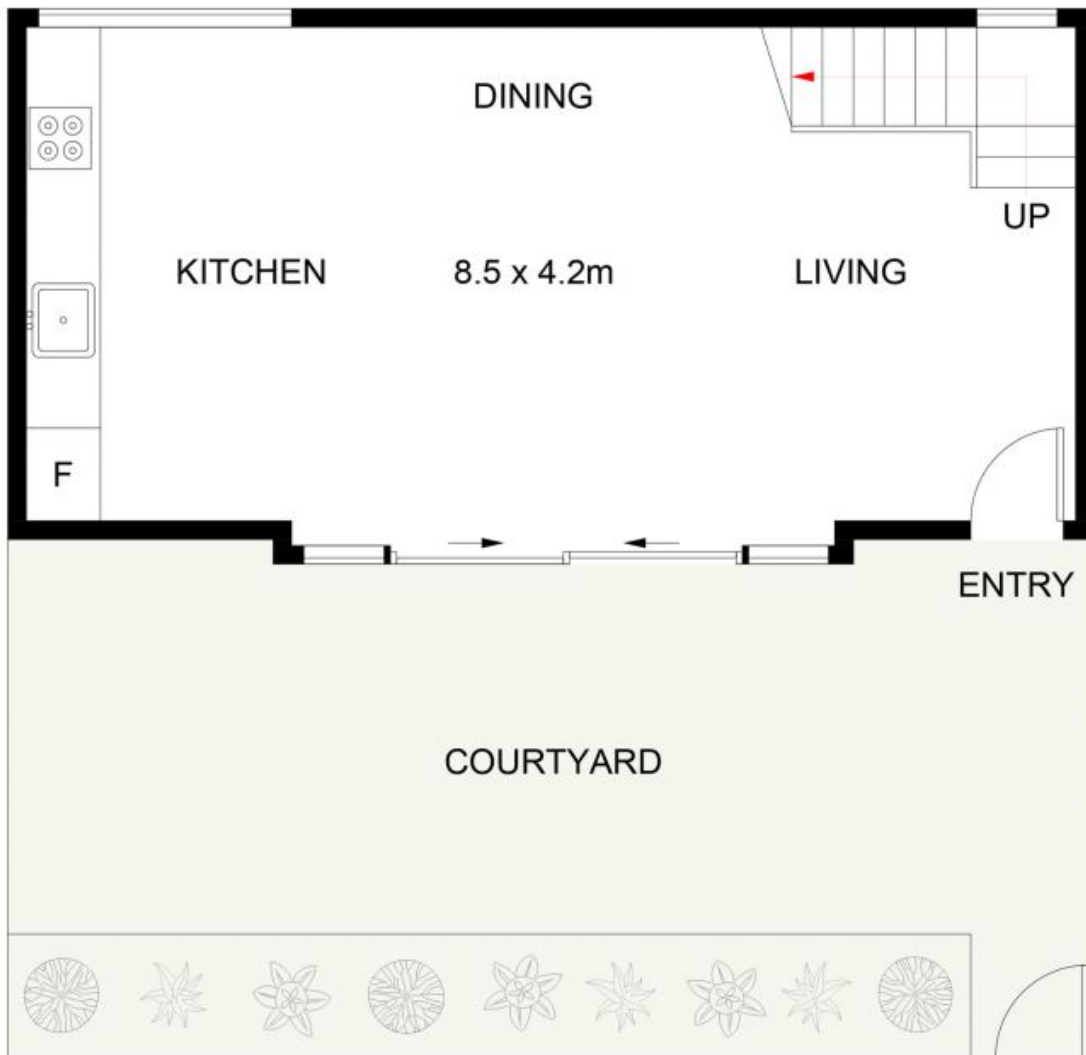 DINING
UP
KITCHEN
8.5 x 4.2m
LIVING
F
ENTRY
COURTYARD